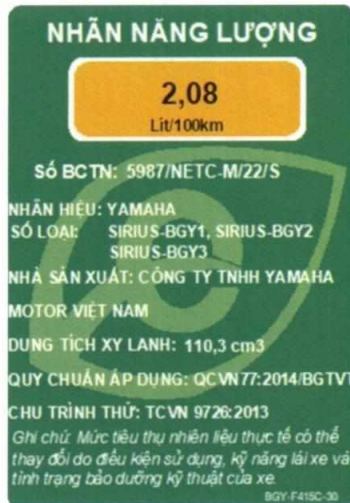 NHÃN NĂNG LƯỢNG
2,08
Lít/100km
SỐ BCTN: 5987/NETC-M/22/S
NHÃN HIỆU: YAMAHA
SỐ LOẠI: SIRIUS-BGY1, SIRIUS-BGY2
SIRIUS-BGY3
NHÀ SẢN XUẤT: CÔNG TY TNHH YAMAHA
MOTOR VIỆT NAM
DUNG TÍCH XY LANH: 110,3 cm3
QUY CHUẨN ÁP DỤNG: QCVN77:2014/BGTVT
CHU TRÌNH THỬ: TCVN 9726:2013
Ghi chú: Mức tiêu thụ nhiên liệu thực tế có thể
thay đổi do điều kiện sử dụng, kỹ năng lái xe và
tình trạng bảo dưỡng kỹ thuật của xe.
BGY-F415C-30